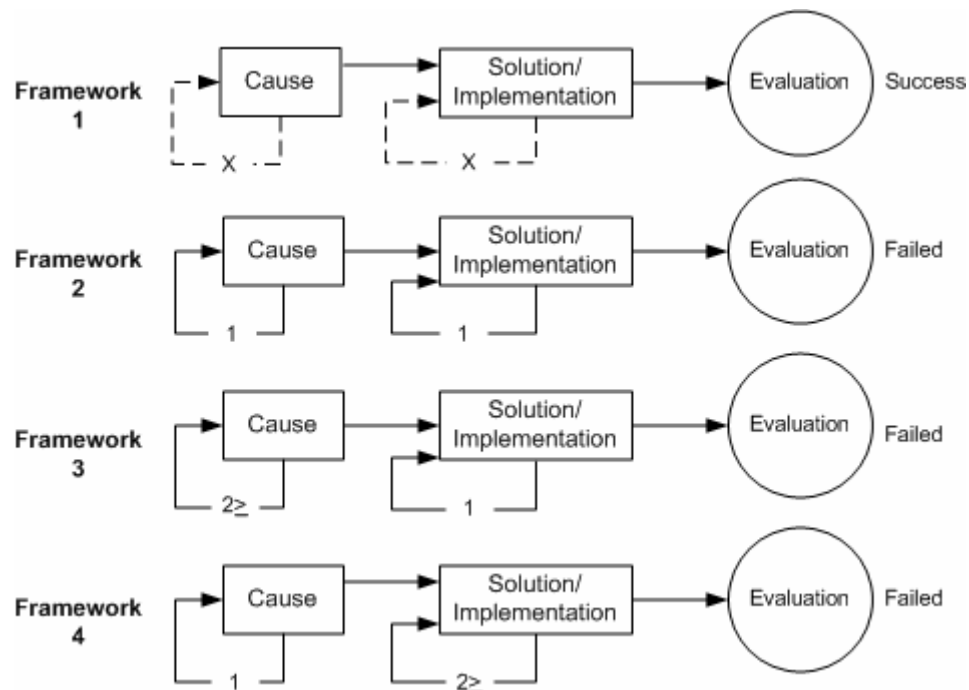 Framework
1
Cause
X
Solution/
Implementation
X
Evaluation
Success
Framework
2
Cause
1
Solution/
Implementation
1
Evaluation
Failed
Framework
3
Cause
2≥
Solution/
Implementation
1
Evaluation
Failed
Framework
4
Cause
1
Solution/
Implementation
2≥
Evaluation
Failed